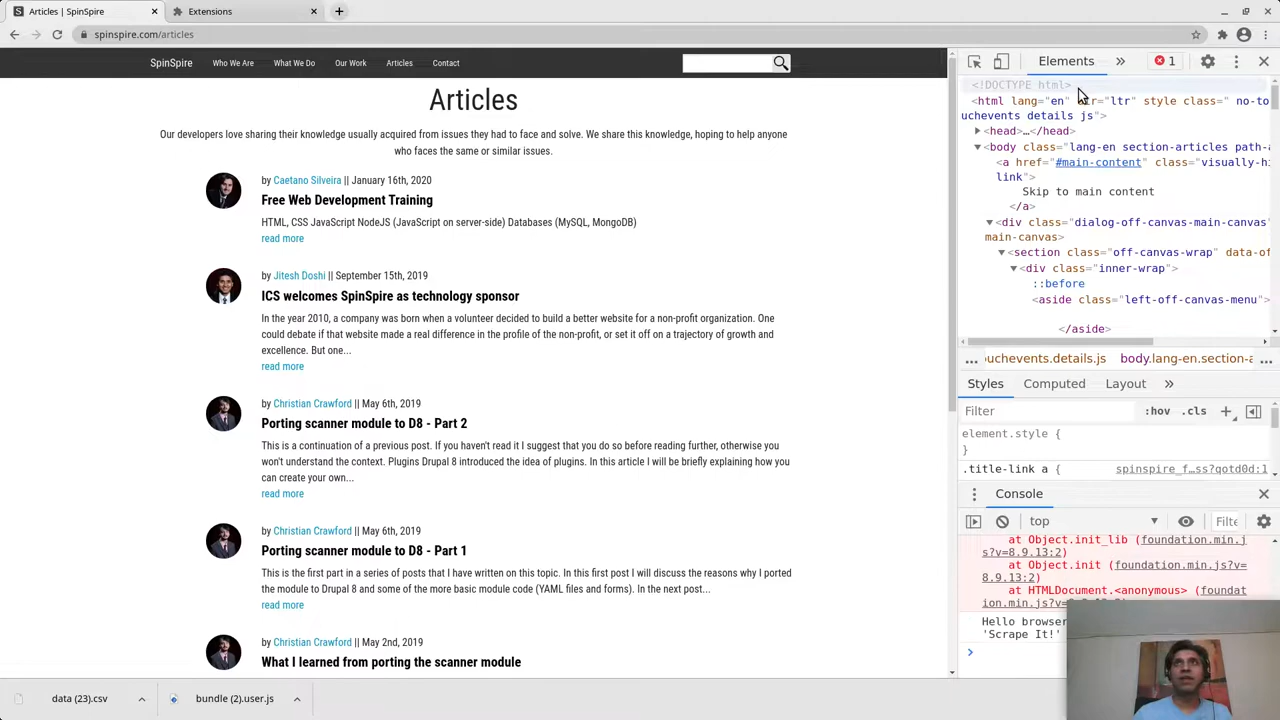 Articles | SpinSpire
Extensions
spinspire.com/articles
SpinSpire
Who We Are
What We Do
Our Work
Articles
Contact
Articles
Our developers love sharing their knowledge usually acquired from issues they had to face and solve. We share this knowledge, hoping to help anyone
who faces the same or similar issues.
by Caetano Silveira || January 16th, 2020
Free Web Development Training
HTML, CSS JavaScript NodeJS (JavaScript on server-side) Databases (MySQL, MongoDB)
read more
by Jitesh Doshi || September 15th, 2019
ICS welcomes SpinSpire as technology sponsor
In the year 2010, a company was born when a volunteer decided to build a better website for a non-profit organization. One
could debate if that website made a real difference in the profile of the non-profit, or set it off on a trajectory of growth and
excellence. But one...
read more
by Christian Crawford || May 6th, 2019
Porting scanner module to D8 - Part 2
This is a continuation of a previous post. If you haven't read it I suggest that you do so before reading further, otherwise you
won't understand the context. Plugins Drupal 8 introduced the idea of plugins. In this article I will be briefly explaining how you
can create your own...
read more
by Christian Crawford || May 6th, 2019
Porting scanner module to D8 - Part 1
This is the first part in a series of posts that I have written on this topic. In this first post I will discuss the reasons why I ported
the module to Drupal 8 and some of the more basic module code (YAML files and forms). In the next post...
read more
by Christian Crawford || May 2nd, 2019
What I learned from porting the scanner module
Elements
1
<!DOCTYPE html>
<html lang="en" dir="ltr" style class=" no-to
uchevents details js">
<head>…</head>
<body class="lang-en section-articles path-a
<a href="#main-content" class="visually-hi
link">
Skip to main content
</a>
<div class="dialog-off-canvas-main-canvas"
main-canvas>
<section class="off-canvas-wrap" data-of
<div class="inner-wrap">
::before
<aside class="left-off-canvas-menu">
</aside>
... ouchevents.details.js body.lang-en.section-a ...
Styles
Computed
Layout
Filter
:hov .cls
element.style {
}
.title-link a { spinspire_f…ss?qotd0d:1
Console
top
Filte
at Object.init_lib (foundation.min.j
s?v=8.9.13:2)
at Object.init (foundation.min.js?v=
8.9.13:2)
at HTMLDocument.<anonymous> (foundat
ion.min.js?v=8.9.13:2)
Hello browser
'Scrape It!'
data (23).csv
bundle (2).user.js